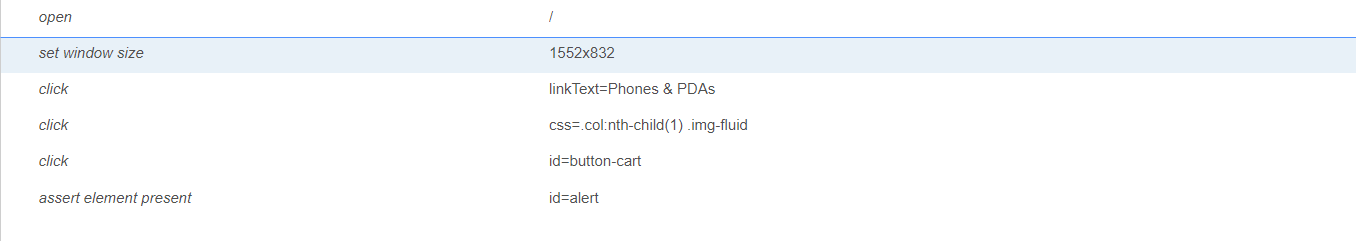 open /
set window size 1552x832
click linkText=Phones & PDAs
click css=.col:nth-child(1) .img-fluid
click id=button-cart
assert element present id=alert